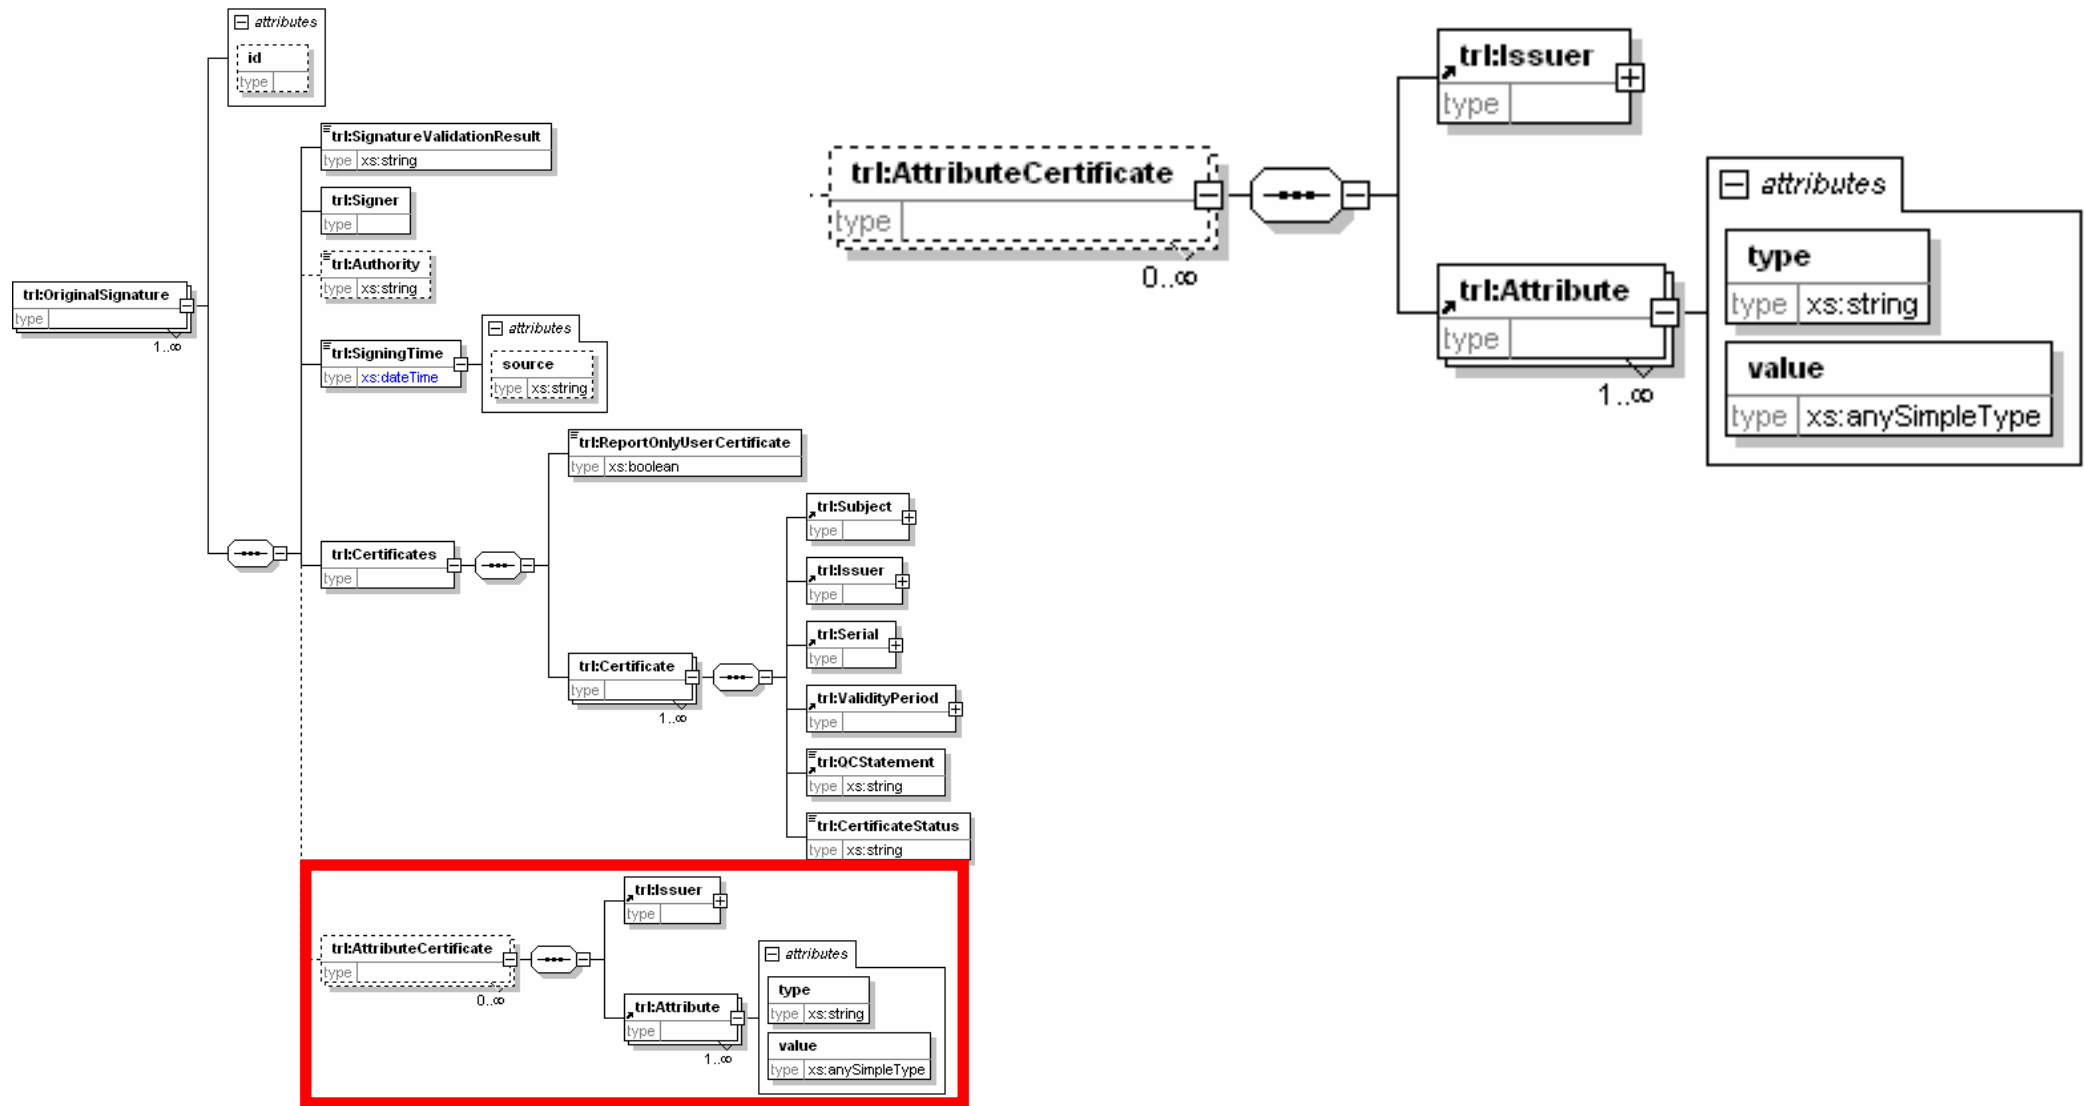 attributes
id
type
trl:SignatureValidationResult
type xs:string
trl:Signer
type
trl:Authority
type xs:string
trl:OriginalSignature
type
1..∞
trl:SigningTime
type xs:dateTime
attributes
source
type xs:string
trl:ReportOnlyUserCertificate
type xs:boolean
trl:Certificates
type
trl:Certificate
type
1..∞
trl:Subject
type
trl:Issuer
type
trl:Serial
type
trl:ValidityPeriod
type
trl:QCStatement
type xs:string
trl:CertificateStatus
type xs:string
trl:AttributeCertificate
type
0..∞
trl:Issuer
type
trl:Attribute
type
1..∞
attributes
type
type xs:string
value
type xs:anySimpleType
trl:AttributeCertificate
type
0..∞
trl:Issuer
type
trl:Attribute
type
1..∞
attributes
type
type xs:string
value
type xs:anySimpleType